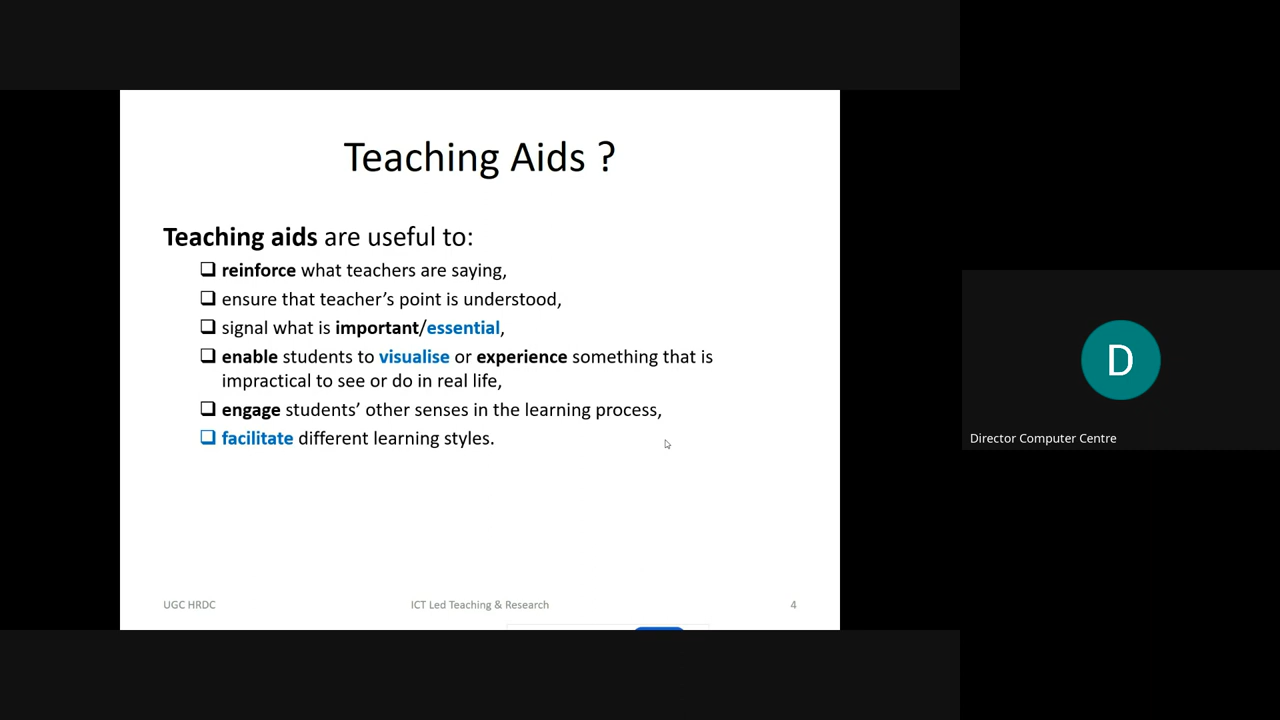 Teaching Aids ?
Teaching aids are useful to:
reinforce what teachers are saying,
ensure that teacher’s point is understood,
signal what is important/essential,
enable students to visualise or experience something that is
impractical to see or do in real life,
engage students’ other senses in the learning process,
facilitate different learning styles.
UGC HRDC
ICT Led Teaching & Research
4
D
Director Computer Centre